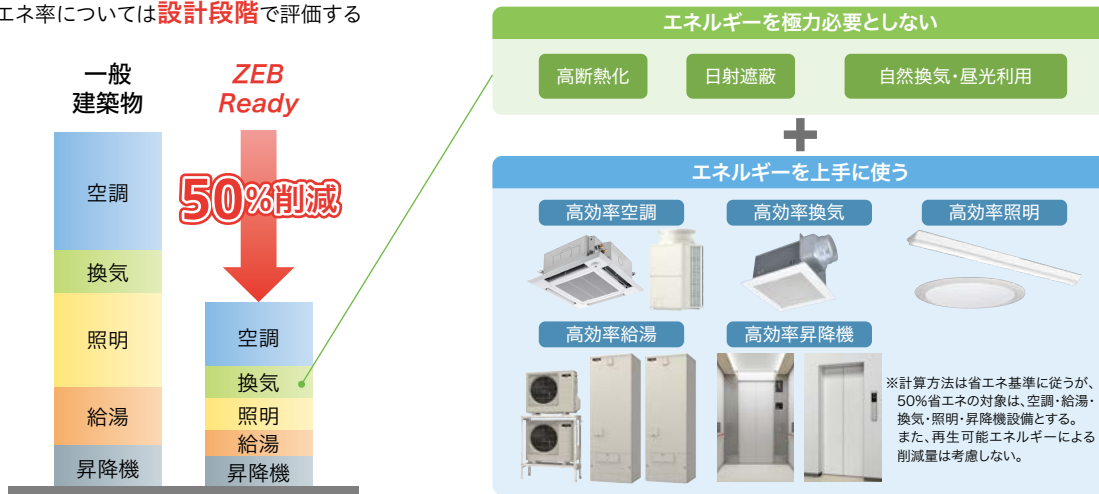 エネ率については設計段階で評価する
一般
建築物
ZEB
Ready
空調
換気
照明
給湯
昇降機
50%削減
空調
換気
照明
給湯
昇降機
エネルギーを極力必要としない
高断熱化
日射遮蔽
自然換気・昼光利用
+
エネルギーを上手に使う
高効率空調
高効率換気
高効率照明
高効率給湯
高効率昇降機
※計算方法は省エネ基準に従うが、
50%省エネの対象は、空調・給湯・
換気・照明・昇降機設備とする。
また、再生可能エネルギーによる
削減量は考慮しない。